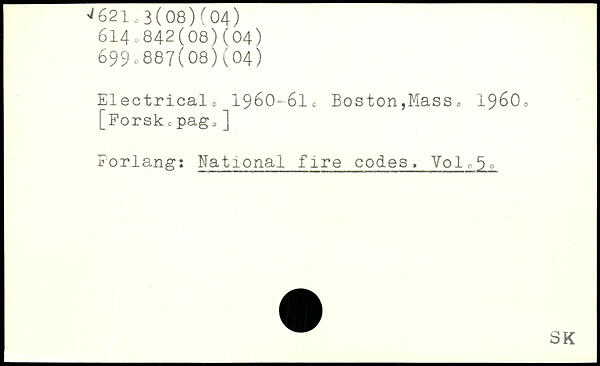 √621.3(08)(04)
614.842(08)(04)
699.887(08)(04)
Electrical. 1960-61. Boston,Mass. 1960.
[Forsk.pag.]
Forlang: National fire codes. Vol.5.
SK